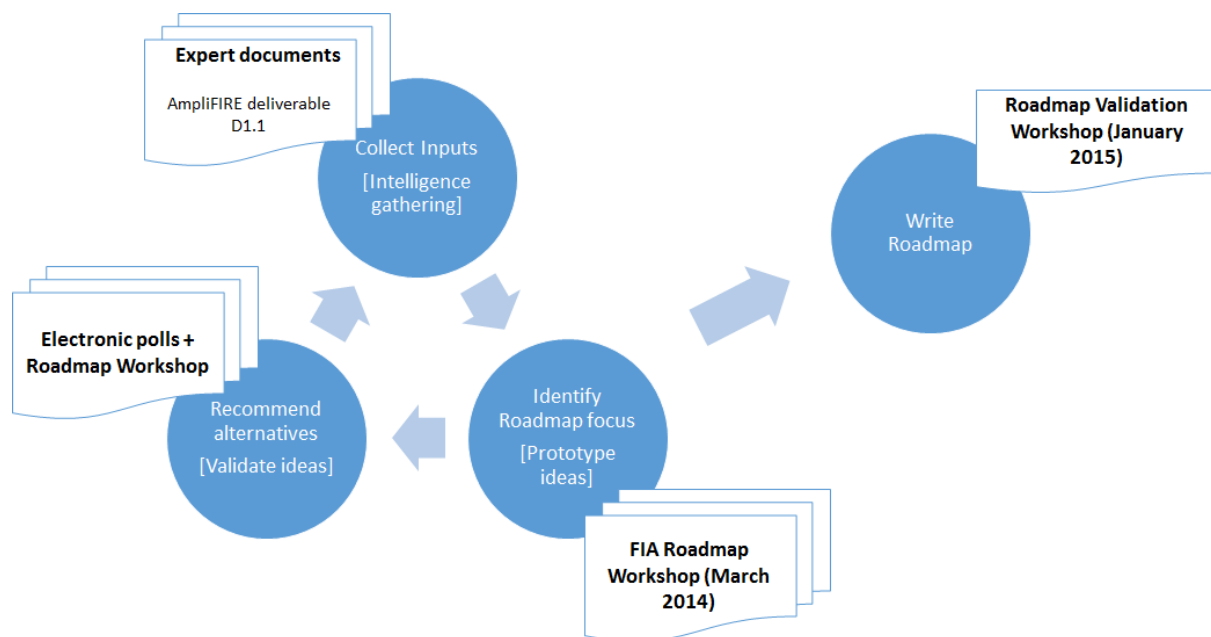 Expert documents
AmpliFIRE deliverable
D1.1
Collect Inputs
[Intelligence
gathering]
Roadmap Validation
Workshop (January
2015)
Write
Roadmap
Electronic polls +
Roadmap Workshop
Recommend
alternatives
[Validate ideas]
Identify
Roadmap focus
[Prototype
ideas]
FIA Roadmap
Workshop (March
2014)